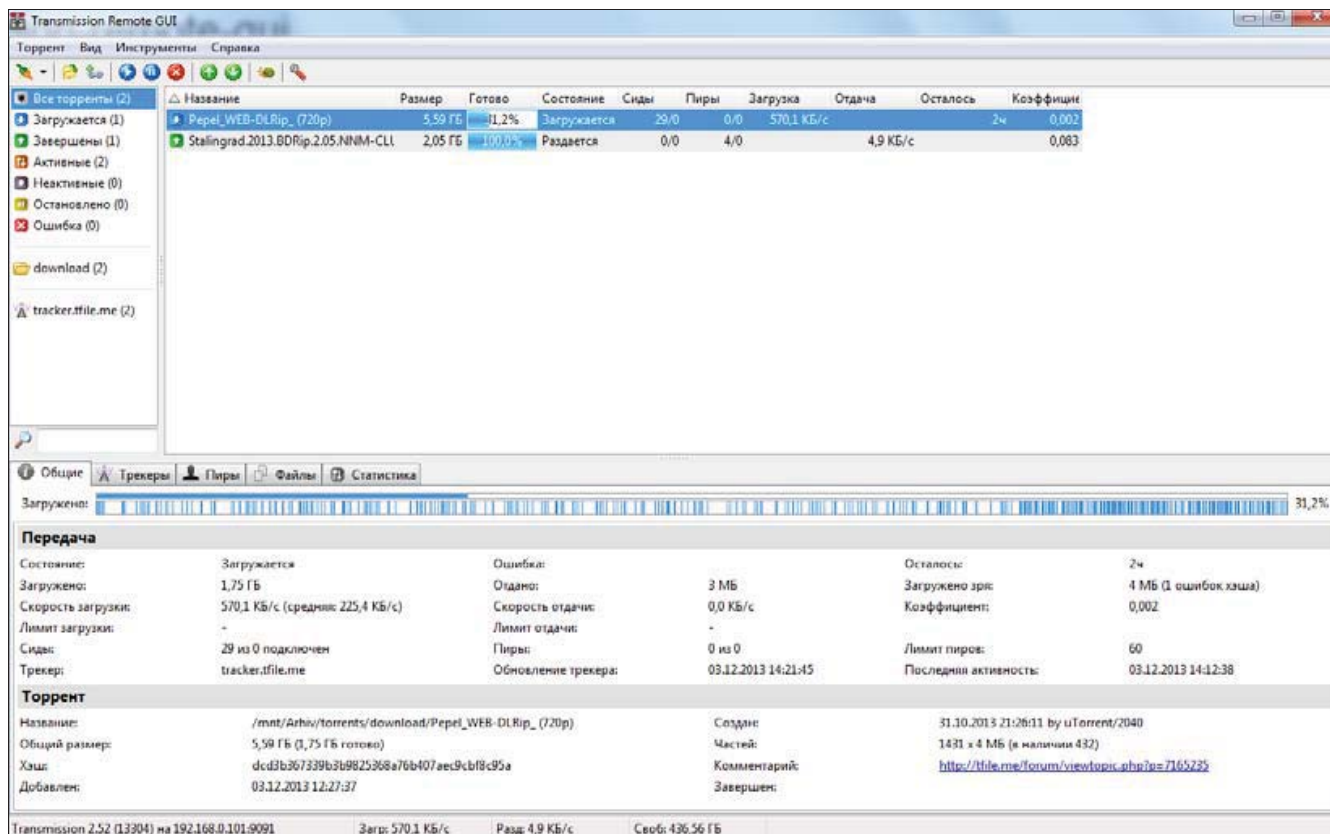 Transmission Remote GUI
Торрент Вид Инструменты Справка
Все торренты (2)
Загружается (1)
Завершены (1)
Активные (2)
Неактивные (0)
Остановлено (0)
Ошибка (0)
download (2)
tracker.tfile.me (2)
Название Размер Готово Состояние Сиды Пиры Загрузка Отдача Осталось Коэффицие
Pepel_WEB-DLRip_ (720p) 5,59 ГБ 31,2% Загружается 29/0 0/0 570,1 КБ/с 2ч 0,002
Stalingrad.2013.BDRip.2.05.NNM-CLU 2,05 ГБ 100,0% Раздается 0/0 4/0 4,9 КБ/с 0,083
Общие Трекеры Пиры Файлы Статистика
Загружено: 31,2%
Передача
Состояние: Загружается Ошибка: Осталось: 2ч
Загружено: 1,75 ГБ Отдано: 3 МБ Загружено зря: 4 МБ (1 ошибок хэша)
Скорость загрузки: 570,1 КБ/с (средняя: 225,4 КБ/с) Скорость отдачи: 0,0 КБ/с Коэффициент: 0,002
Лимит загрузки: - Лимит отдачи: -
Сиды: 29 из 0 подключен Пиры: 0 из 0 Лимит пиров: 60
Трекер: tracker.tfile.me Обновление трекера: 03.12.2013 14:21:45 Последняя активность: 03.12.2013 14:12:38
Торрент
Название: /mnt/Arhiv/torrents/download/Pepel_WEB-DLRip_ (720p) Создан: 31.10.2013 21:26:11 by uTorrent/2040
Общий размер: 5,59 ГБ (1,75 ГБ готово) Частей: 1431 x 4 МБ (в наличии 432)
Хэш: dcd3b367339b3b9825368a76b407aec9cbf8c95a Комментарий: http://tfile.me/forum/viewtopic.php?p=7165235
Добавлен: 03.12.2013 12:27:37 Завершен:
Transmission 2.52 (13304) на 192.168.0.101:9091 Загр: 570,1 КБ/с Разд: 4,9 КБ/с Своб: 436,56 ГБ